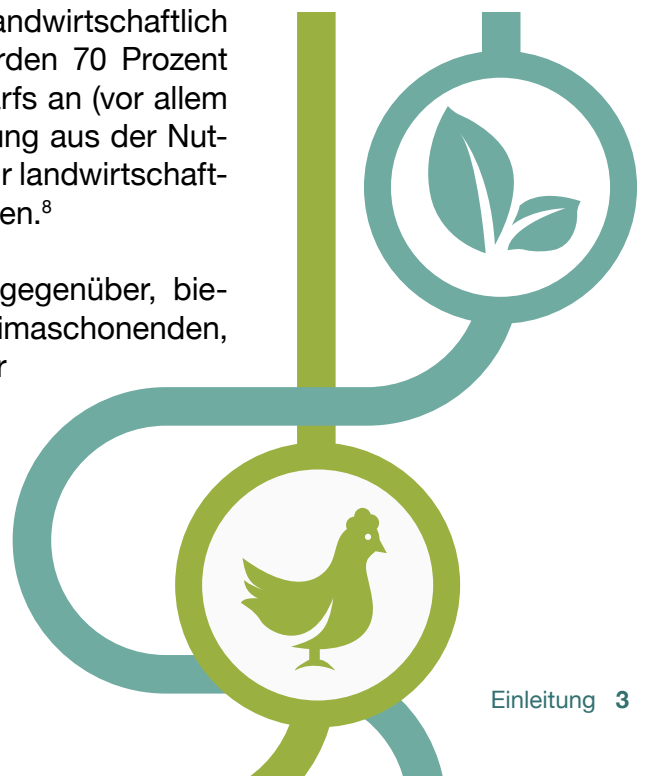 andwirtschaftlich
rden 70 Prozent
arfs an (vor allem
ung aus der Nut-
r landwirtschaft-
en.⁸
gegenüber, bie-
imaschonenden,
r
Einleitung 3